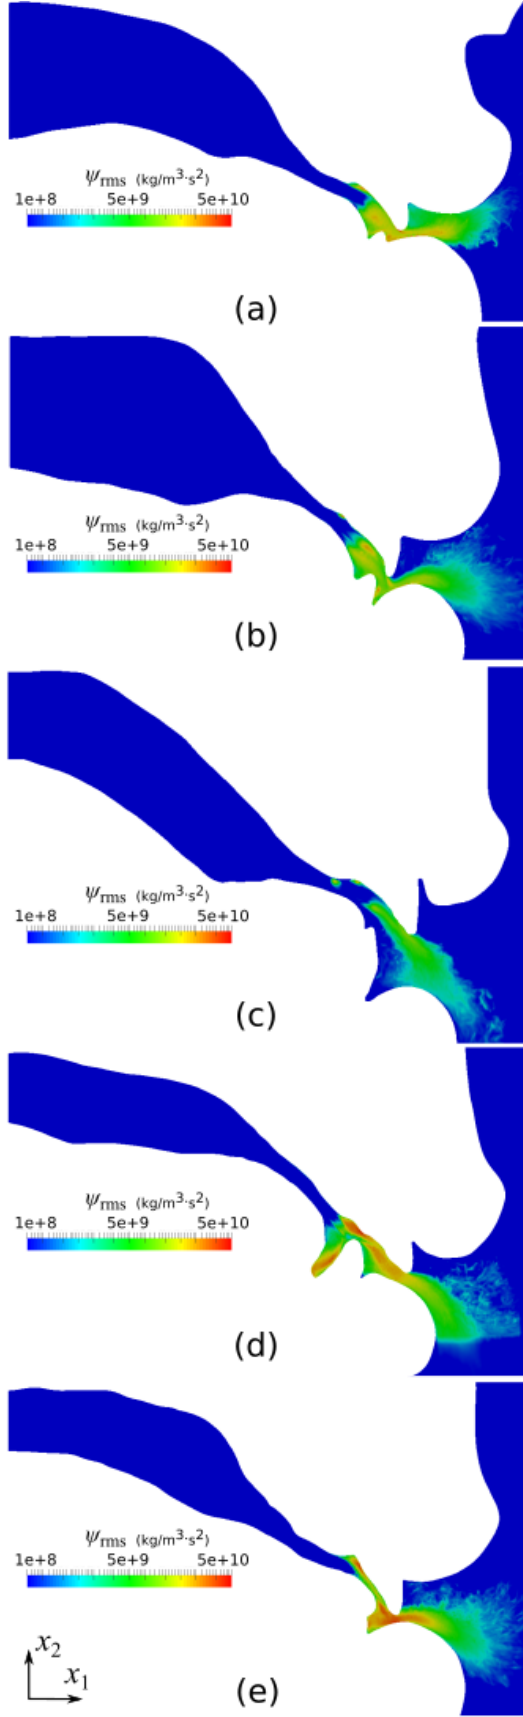 ψrms (kg/m³·s²)
1e+8 5e+9 5e+10
(a)
ψrms (kg/m³·s²)
1e+8 5e+9 5e+10
(b)
ψrms (kg/m³·s²)
1e+8 5e+9 5e+10
(c)
ψrms (kg/m³·s²)
1e+8 5e+9 5e+10
(d)
ψrms (kg/m³·s²)
1e+8 5e+9 5e+10
x₂
x₁
(e)